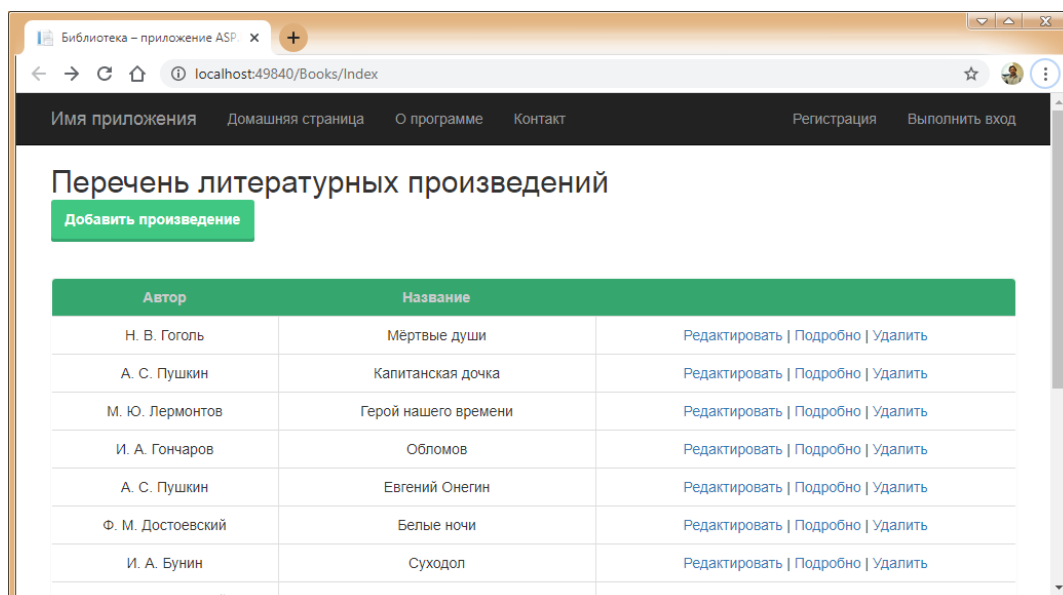 Библиотека – приложение ASP.
localhost:49840/Books/Index
Имя приложения Домашняя страница О программе Контакт Регистрация Выполнить вход
Перечень литературных произведений
Добавить произведение
Автор Название
Н. В. Гоголь Мёртвые души Редактировать | Подробно | Удалить
А. С. Пушкин Капитанская дочка Редактировать | Подробно | Удалить
М. Ю. Лермонтов Герой нашего времени Редактировать | Подробно | Удалить
И. А. Гончаров Обломов Редактировать | Подробно | Удалить
А. С. Пушкин Евгений Онегин Редактировать | Подробно | Удалить
Ф. М. Достоевский Белые ночи Редактировать | Подробно | Удалить
И. А. Бунин Суходол Редактировать | Подробно | Удалить